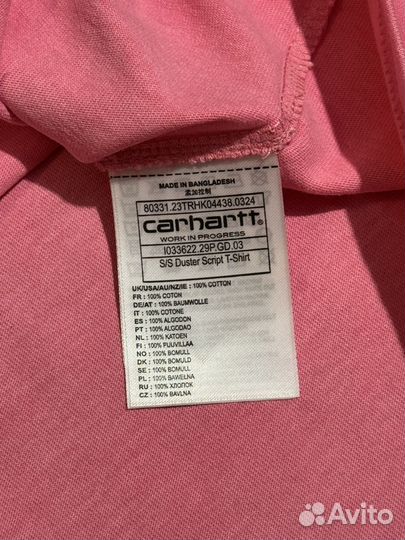 MADE IN BANGLADESH
孟加拉制
80331.23TRHK04438.0324
carhartt®
WORK IN PROGRESS
I033622.29P.GD.03
S/S Duster Script T-Shirt
UK/USA/AU/NZ/IE : 100% COTTON
FR : 100% COTON
DE/AT : 100% BAUMWOLLE
IT : 100% COTONE
ES : 100% ALGODON
PT : 100% ALGODAO
NL : 100% KATOEN
FI : 100% PUUVILLAA
NO : 100% BOMULL
DK : 100% BOMULD
SE : 100% BOMULL
PL : 100% BAWEŁNA
RU : 100% ХЛОПОК
CZ : 100% BAVLNA
Avito